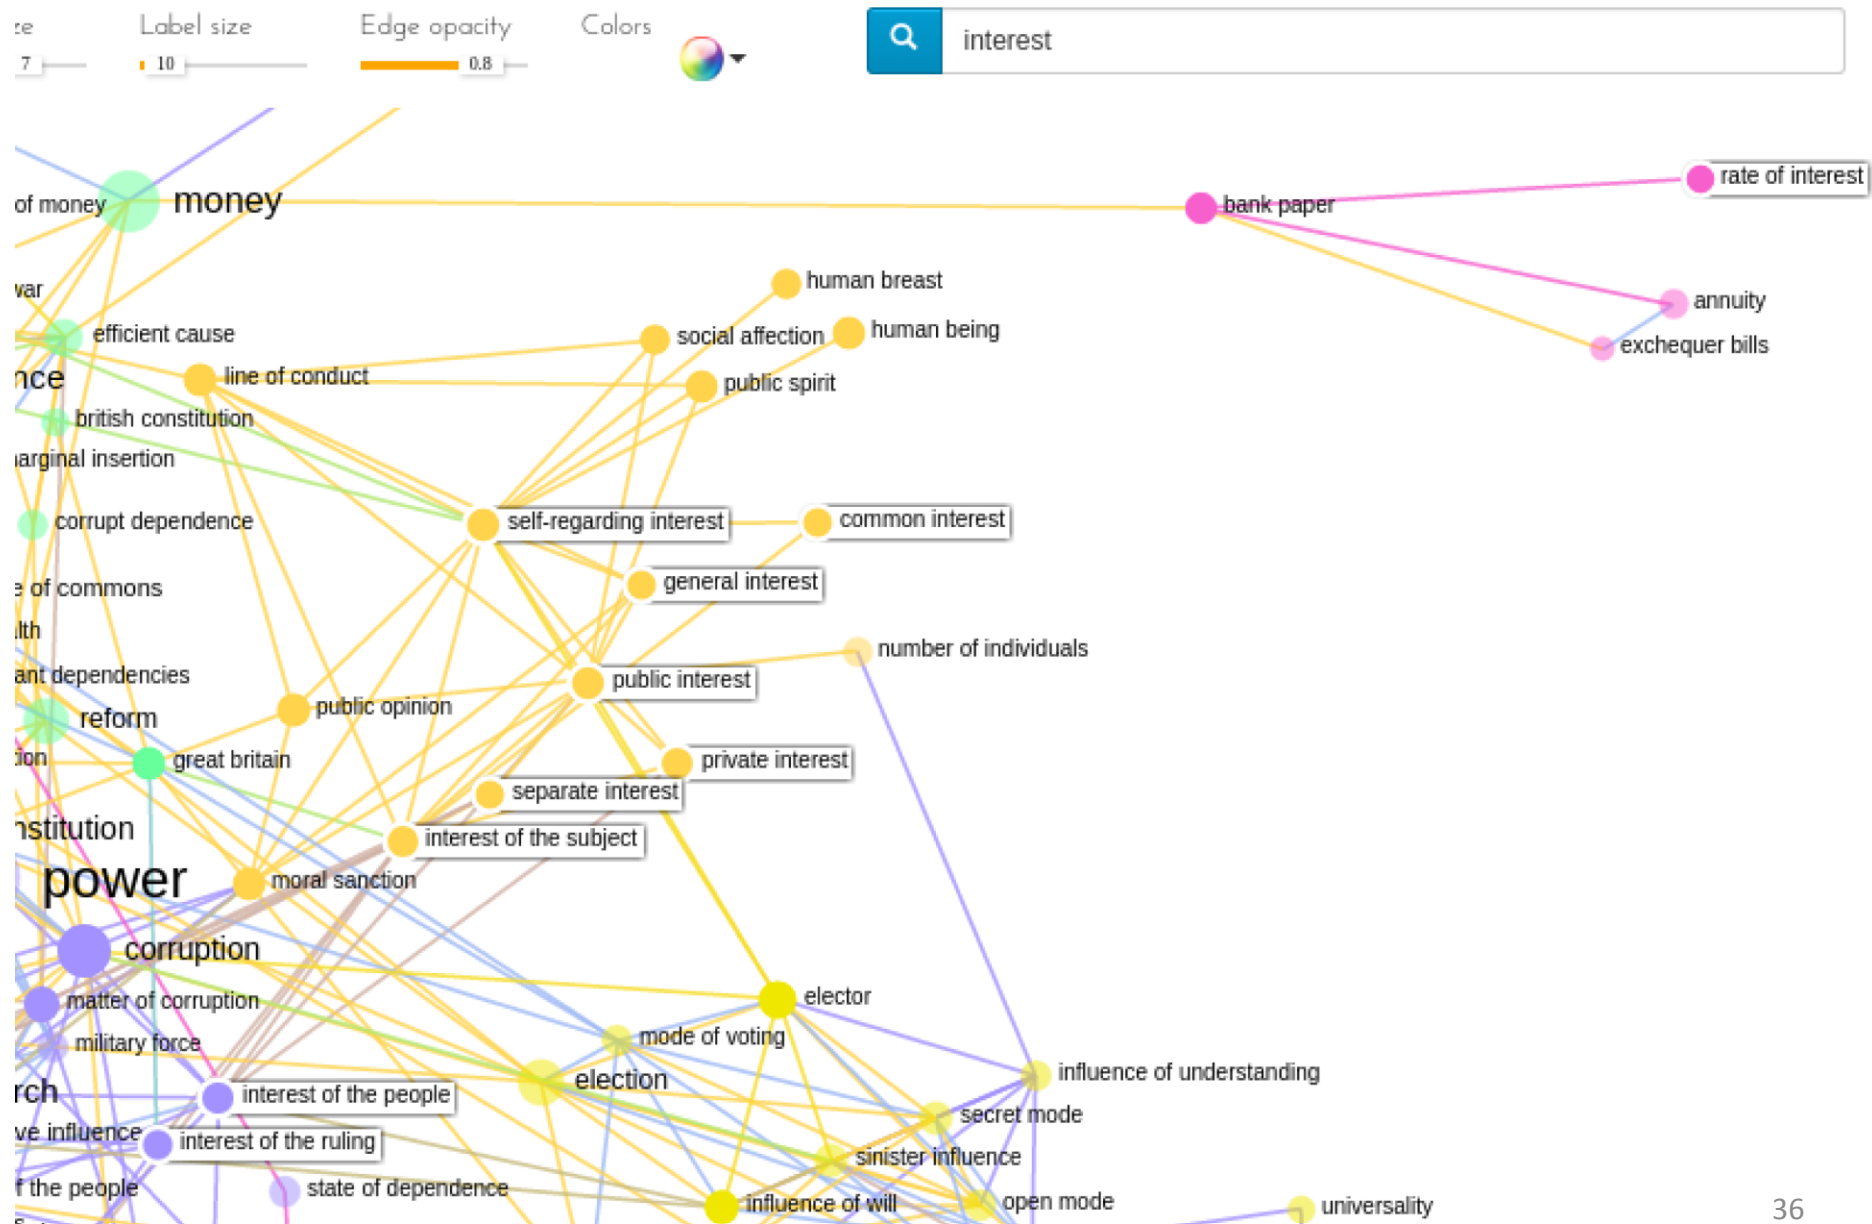 Label size
Edge opacity
Colors
7
10
0.8
interest
money
of money
bank paper
rate of interest
human breast
war
annuity
social affection
human being
efficient cause
exchequer bills
line of conduct
public spirit
british constitution
marginal insertion
self-regarding interest
common interest
corrupt dependence
general interest
of commons
number of individuals
dependencies
public interest
public opinion
reform
great britain
private interest
separate interest
interest of the subject
power
moral sanction
corruption
elector
matter of corruption
mode of voting
military force
election
influence of understanding
interest of the people
secret mode
influence
interest of the ruling
sinister influence
the people
state of dependence
influence of will
open mode
universality
36